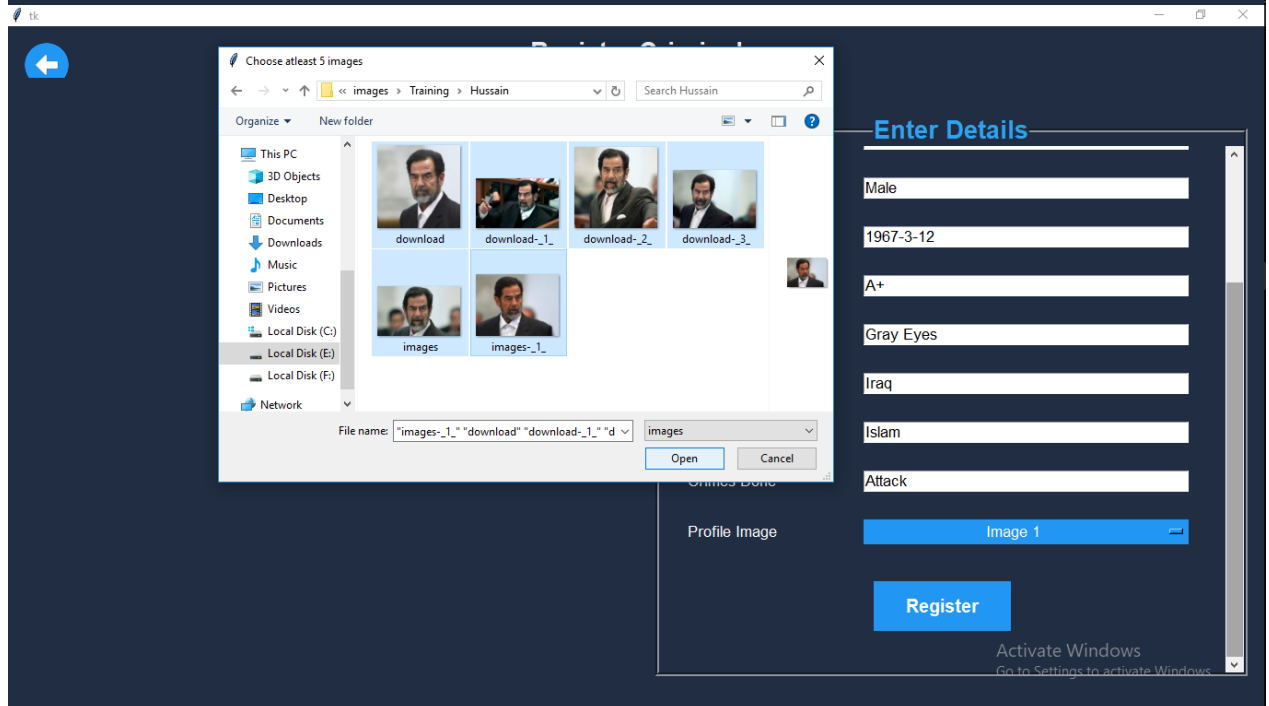 tk
Choose atleast 5 images
« images › Training › Hussain
Search Hussain
Organize
New folder
This PC
3D Objects
Desktop
Documents
Downloads
Music
Pictures
Videos
Local Disk (C:)
Local Disk (E:)
Local Disk (F:)
Network
download
download-_1_
download-_2_
download-_3_
images
images-_1_
File name:
"images-_1_" "download" "download-_1_" "d
images
Open
Cancel
Enter Details
Male
1967-3-12
A+
Gray Eyes
Iraq
Islam
Crimes Done
Attack
Profile Image
Image 1
Register
Activate Windows
Go to Settings to activate Windows.